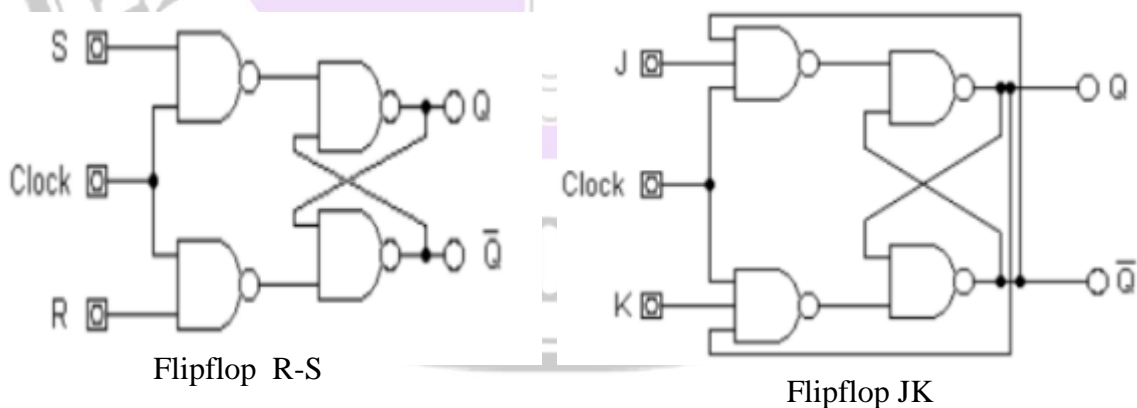 S
Q
Clock
Q̅
R
Flipflop R-S
J
Q
Clock
K
Q̅
Flipflop JK